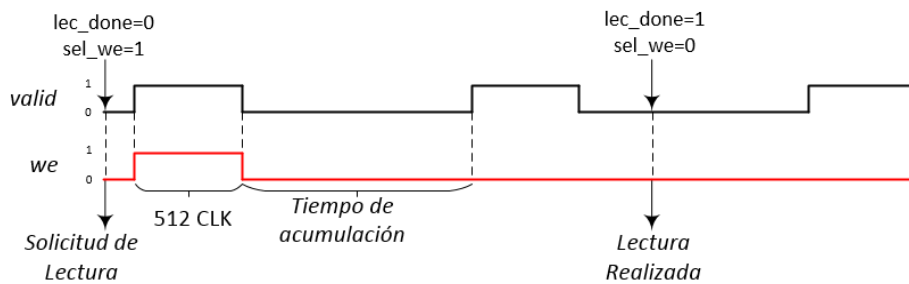 lec_done=0
sel_we=1
lec_done=1
sel_we=0
valid
1
0
we
1
0
512 CLK
Tiempo de
acumulación
Solicitud de
Lectura
Lectura
Realizada